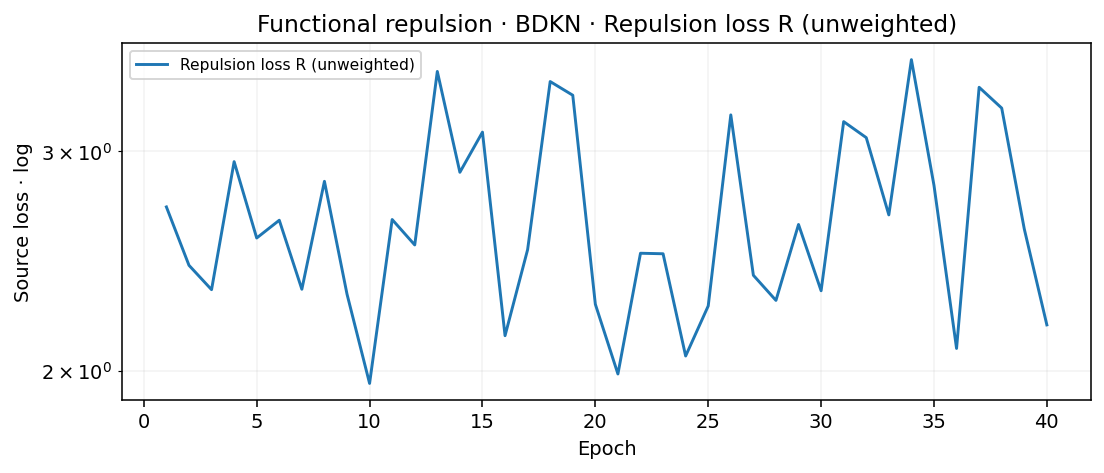 Functional repulsion · BDKN · Repulsion loss R (unweighted)
Repulsion loss R (unweighted)
Source loss · log
3 × 10⁰
2 × 10⁰
0 5 10 15 20 25 30 35 40
Epoch